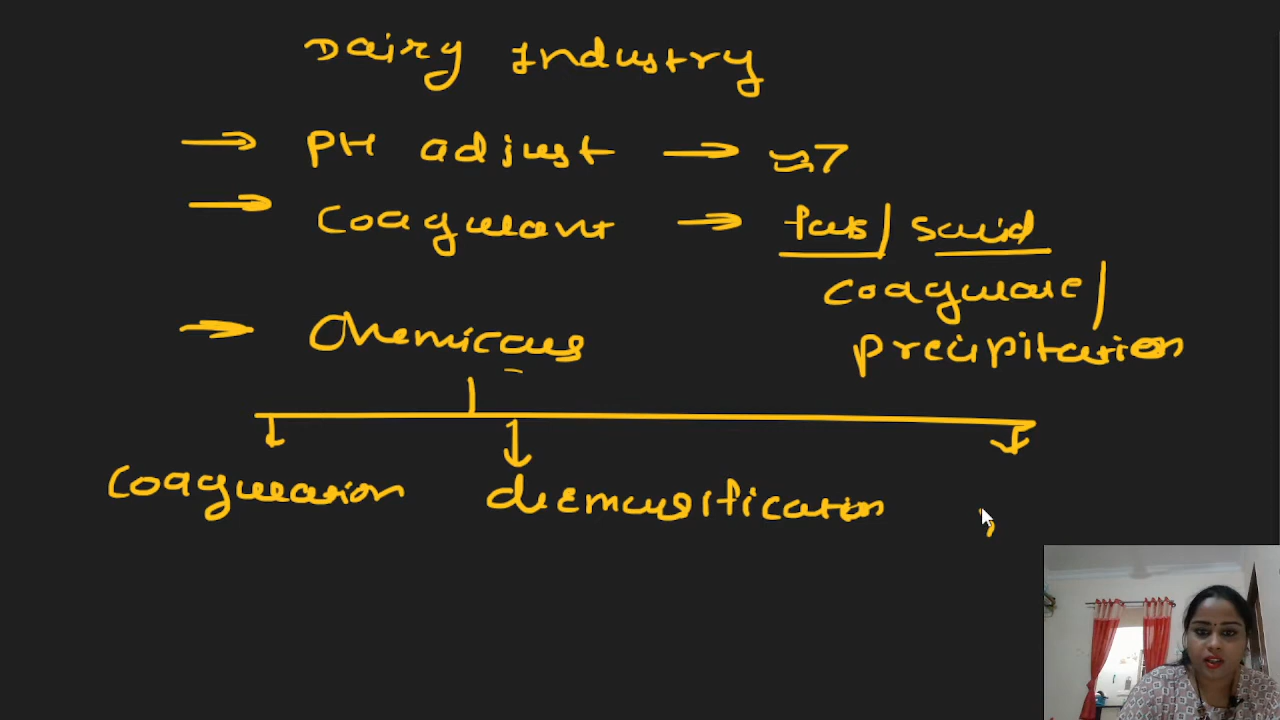 Dairy Industry
→ PH adjust → ≃7
→ Coagulant → fats/ solid
coagulate/
precipitation
→ Chemicals
Coagulation demulsification